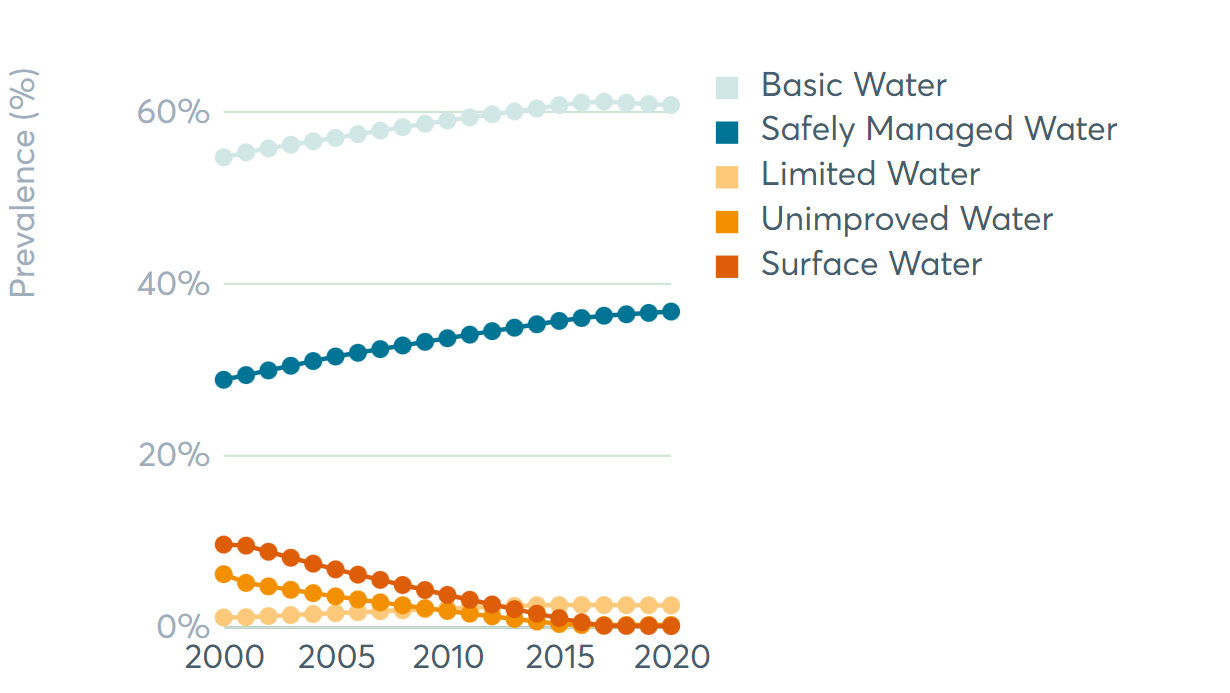 Prevalence (%)
60%
40%
20%
0%
2000 2005 2010 2015 2020
Basic Water
Safely Managed Water
Limited Water
Unimproved Water
Surface Water